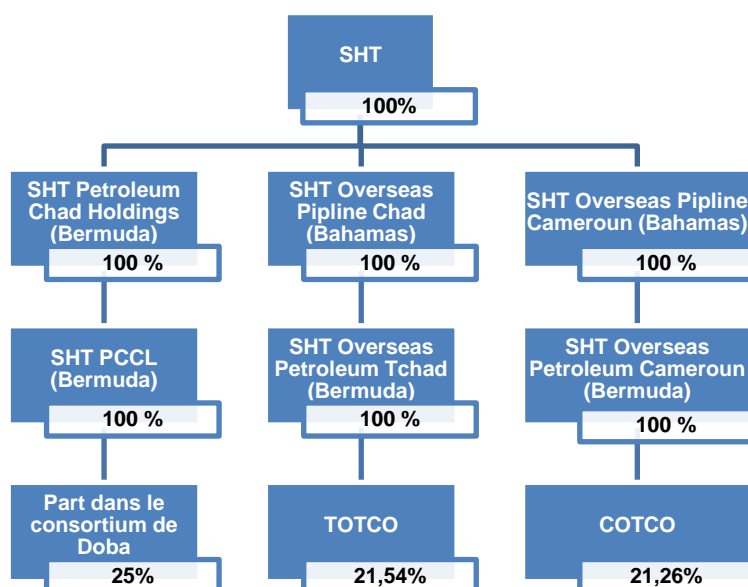 SHT
100%
SHT Petroleum
Chad Holdings
(Bermuda)
100 %
SHT Overseas
Pipline Chad
(Bahamas)
100 %
SHT Overseas Pipline
Cameroun (Bahamas)
100 %
SHT PCCL
(Bermuda)
100 %
SHT Overseas
Petroleum Tchad
(Bermuda)
100 %
SHT Overseas
Petroleum Cameroun
(Bermuda)
100 %
Part dans le
consortium de
Doba
25%
TOTCO
21,54%
COTCO
21,26%